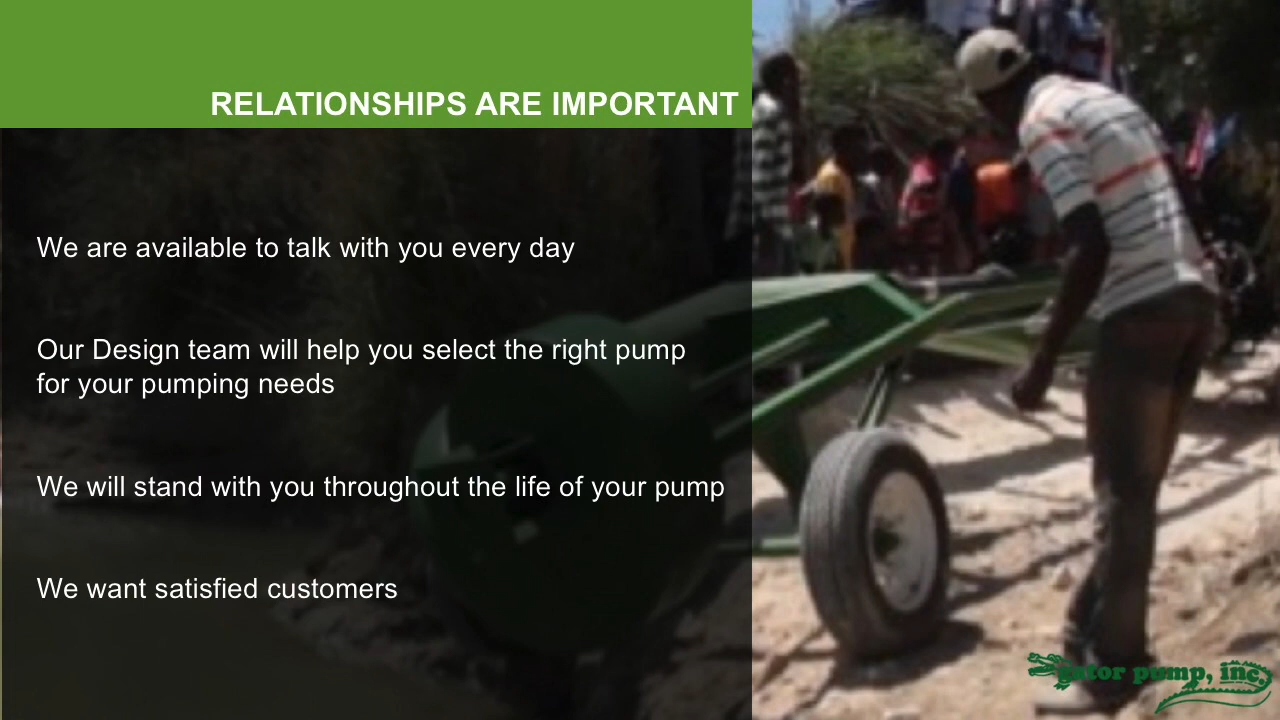 RELATIONSHIPS ARE IMPORTANT
We are available to talk with you every day
Our Design team will help you select the right pump
for your pumping needs
We will stand with you throughout the life of your pump
We want satisfied customers
gator pump, inc.